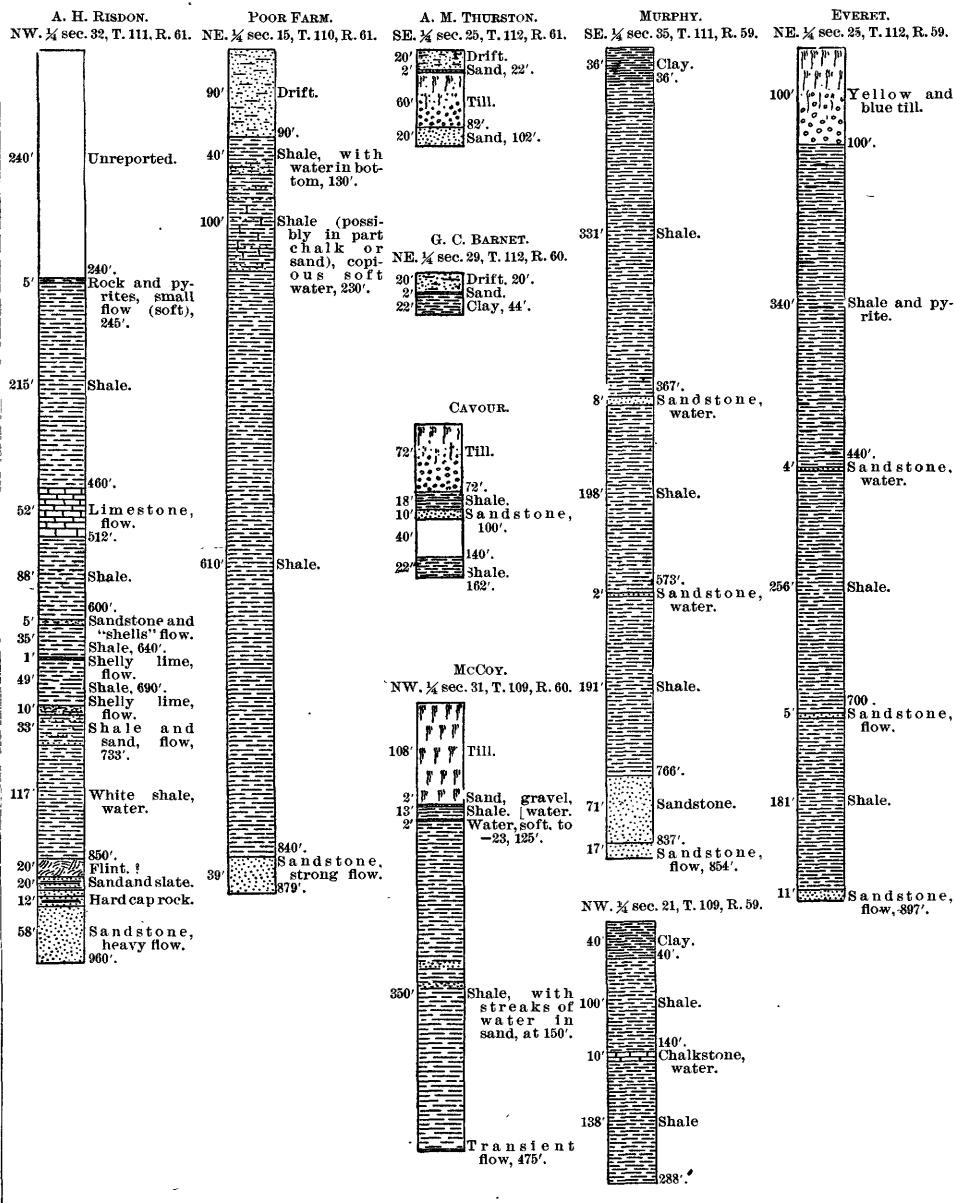 A. H. RISDON.
NW. ¼ sec. 32, T. 111, R. 61.
240′
Unreported.
240′.
5′
Rock and py-
rites, small
flow (soft),
245′.
215′
Shale.
460′.
52′
Limestone,
flow.
512′.
88′
Shale.
600′.
5′
Sandstone and
"shells" flow.
35′
Shale, 640′.
1′
Shelly lime,
flow.
49′
Shale, 690′.
10′
Shelly lime,
flow.
33′
Shale and
sand, flow,
733′.
117′
White shale,
water.
850′.
20′
Flint. ?
20′
Sand and slate.
12′
Hard cap rock.
58′
Sandstone,
heavy flow.
960′.
POOR FARM.
NE. ¼ sec. 15, T. 110, R. 61.
90′
Drift.
90′.
40′
Shale, with
water in bot-
tom, 130′.
100′
Shale (possi-
bly in part
chalk or
sand), copi-
ous soft
water, 230′.
610′
Shale.
840′.
39′
Sandstone,
strong flow.
879′.
A. M. THURSTON.
SE. ¼ sec. 25, T. 112, R. 61.
20′
Drift.
2′
Sand, 22′.
60′
Till.
82′.
20′
Sand, 102′.
G. C. BARNET.
NE. ¼ sec. 29, T. 112, R. 60.
20′
Drift. 20′.
2′
Sand.
22′
Clay, 44′.
CAVOUR.
72′
Till.
72′.
18′
Shale.
10′
Sandstone,
100′.
40′
140′.
22″
Shale.
162′.
MCCOY.
NW. ¼ sec. 31, T. 109, R. 60.
108′
Till.
2′
Sand, gravel,
13′
Shale. [water.
2′
Water, soft. to
—23, 125′.
350′
Shale, with
streaks of
water in
sand, at 150′.
Transient
flow, 475′.
MURPHY.
SE. ¼ sec. 35, T. 111, R. 59.
36′
Clay.
36′.
331′
Shale.
367′.
8′
Sandstone,
water.
198′
Shale.
573′.
2′
Sandstone,
water.
191′
Shale.
766′.
71′
Sandstone.
837′.
17′
Sandstone,
flow, 854′.
NW. ¼ sec. 21, T. 109, R. 59.
40′
Clay.
40′.
100′
Shale.
140′.
10′
Chalkstone,
water.
138′
Shale
288′.
EVERET.
NE. ¼ sec. 25, T. 112, R. 59.
100′
Yellow and
blue till.
100′.
340′
Shale and py-
rite.
440′.
4′
Sandstone.
water.
256′
Shale.
700 .
5′
Sandstone,
flow.
181′
Shale.
11′
Sandstone,
flow, 897′.